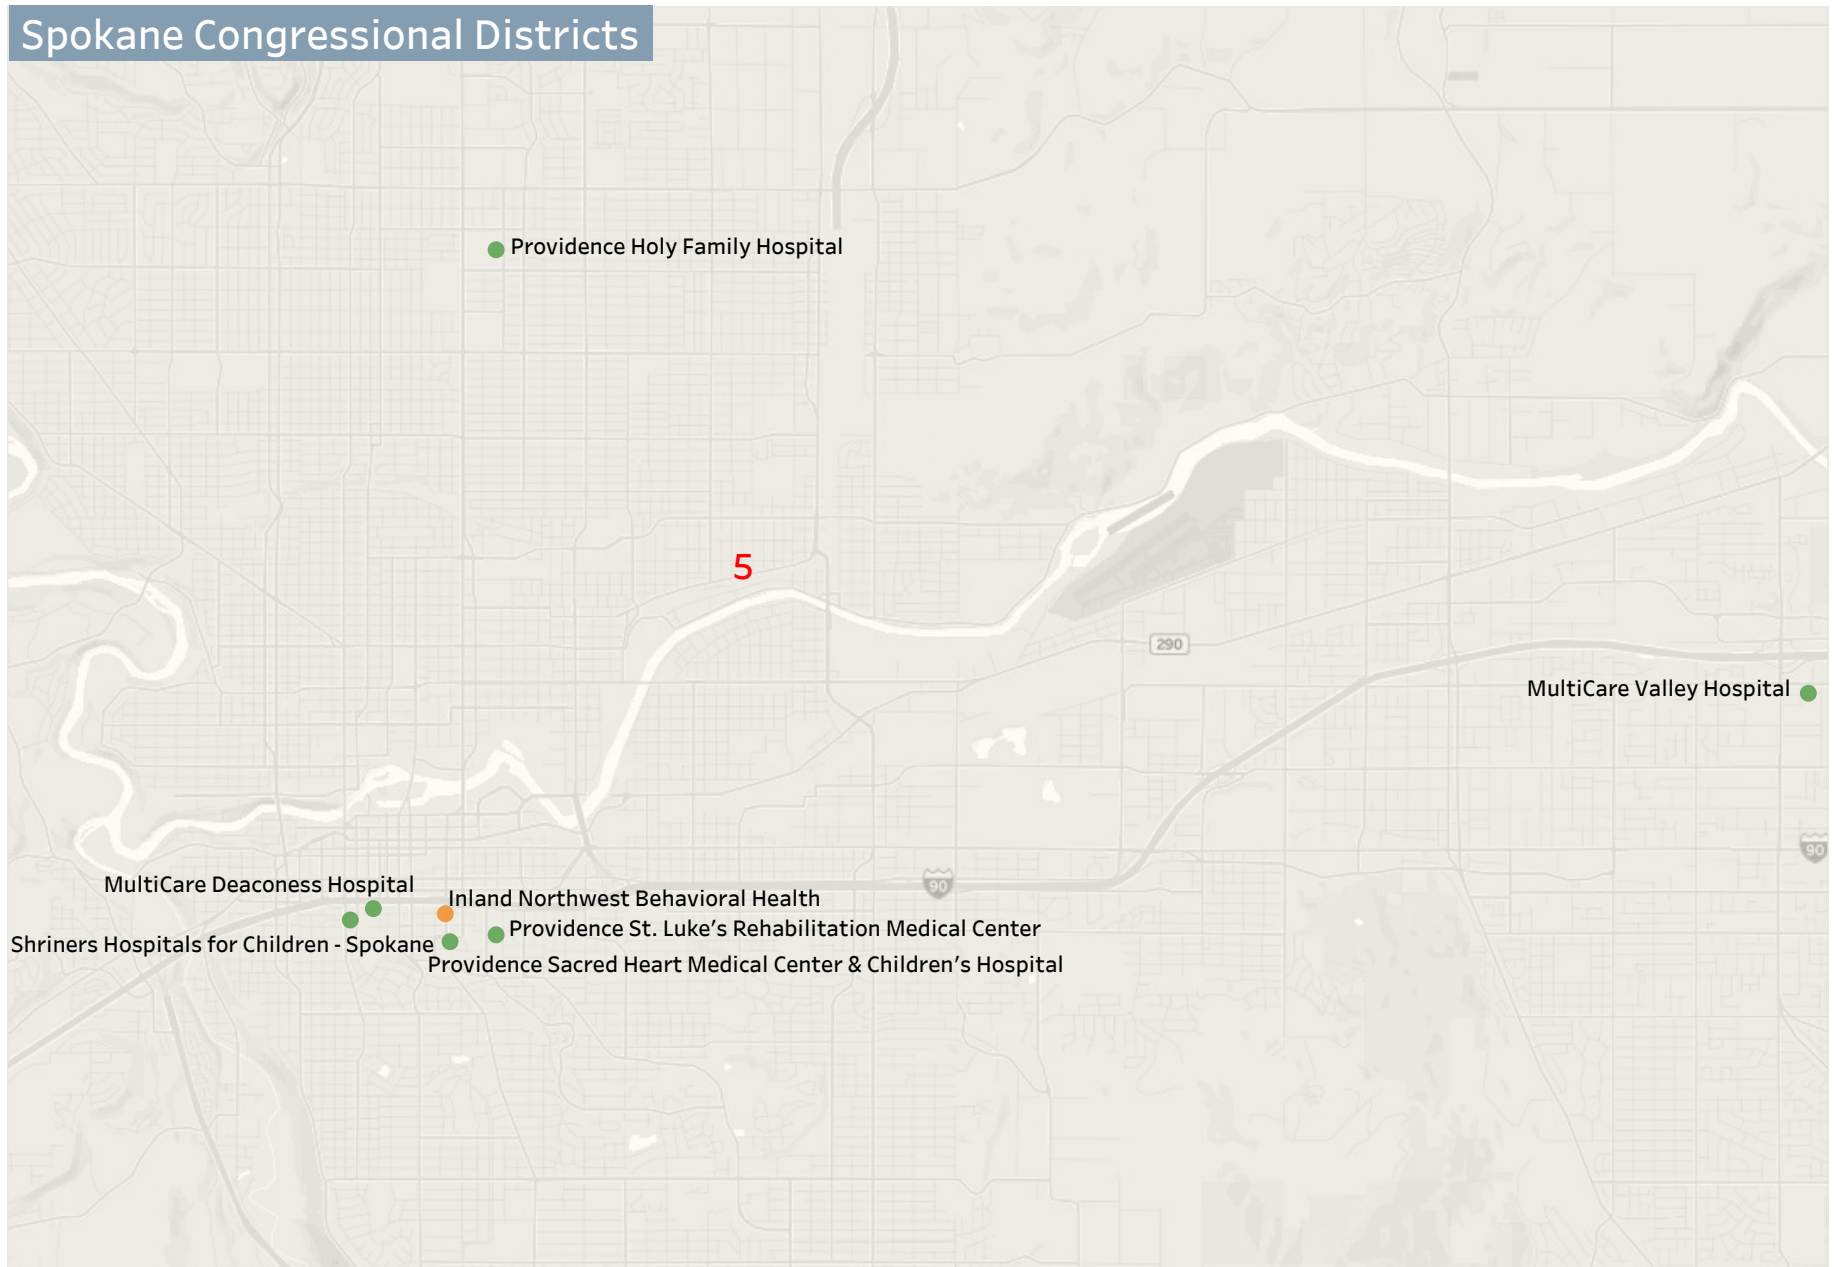 Spokane Congressional Districts
Providence Holy Family Hospital
5
290
MultiCare Valley Hospital
90
90
MultiCare Deaconess Hospital
Inland Northwest Behavioral Health
Providence St. Luke’s Rehabilitation Medical Center
Shriners Hospitals for Children - Spokane
Providence Sacred Heart Medical Center & Children’s Hospital